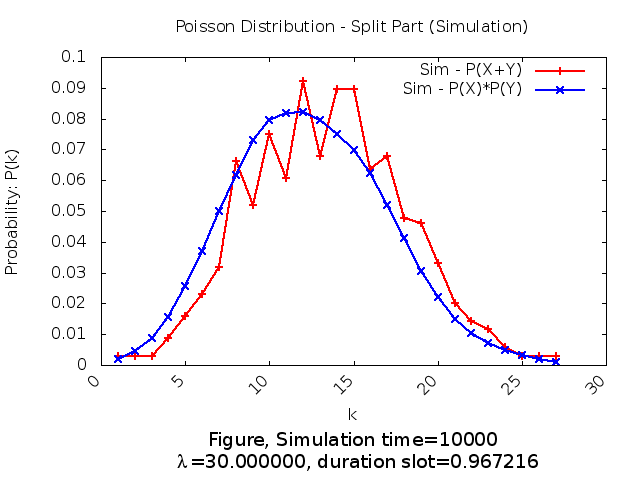 Poisson Distribution - Split Part (Simulation)
0.1
0.09
0.08
0.07
0.06
0.05
0.04
0.03
0.02
0.01
0
Probability: P(k)
Sim - P(X+Y)
Sim - P(X)*P(Y)
0
5
10
15
20
25
30
k
Figure, Simulation time=10000
λ=30.000000, duration slot=0.967216